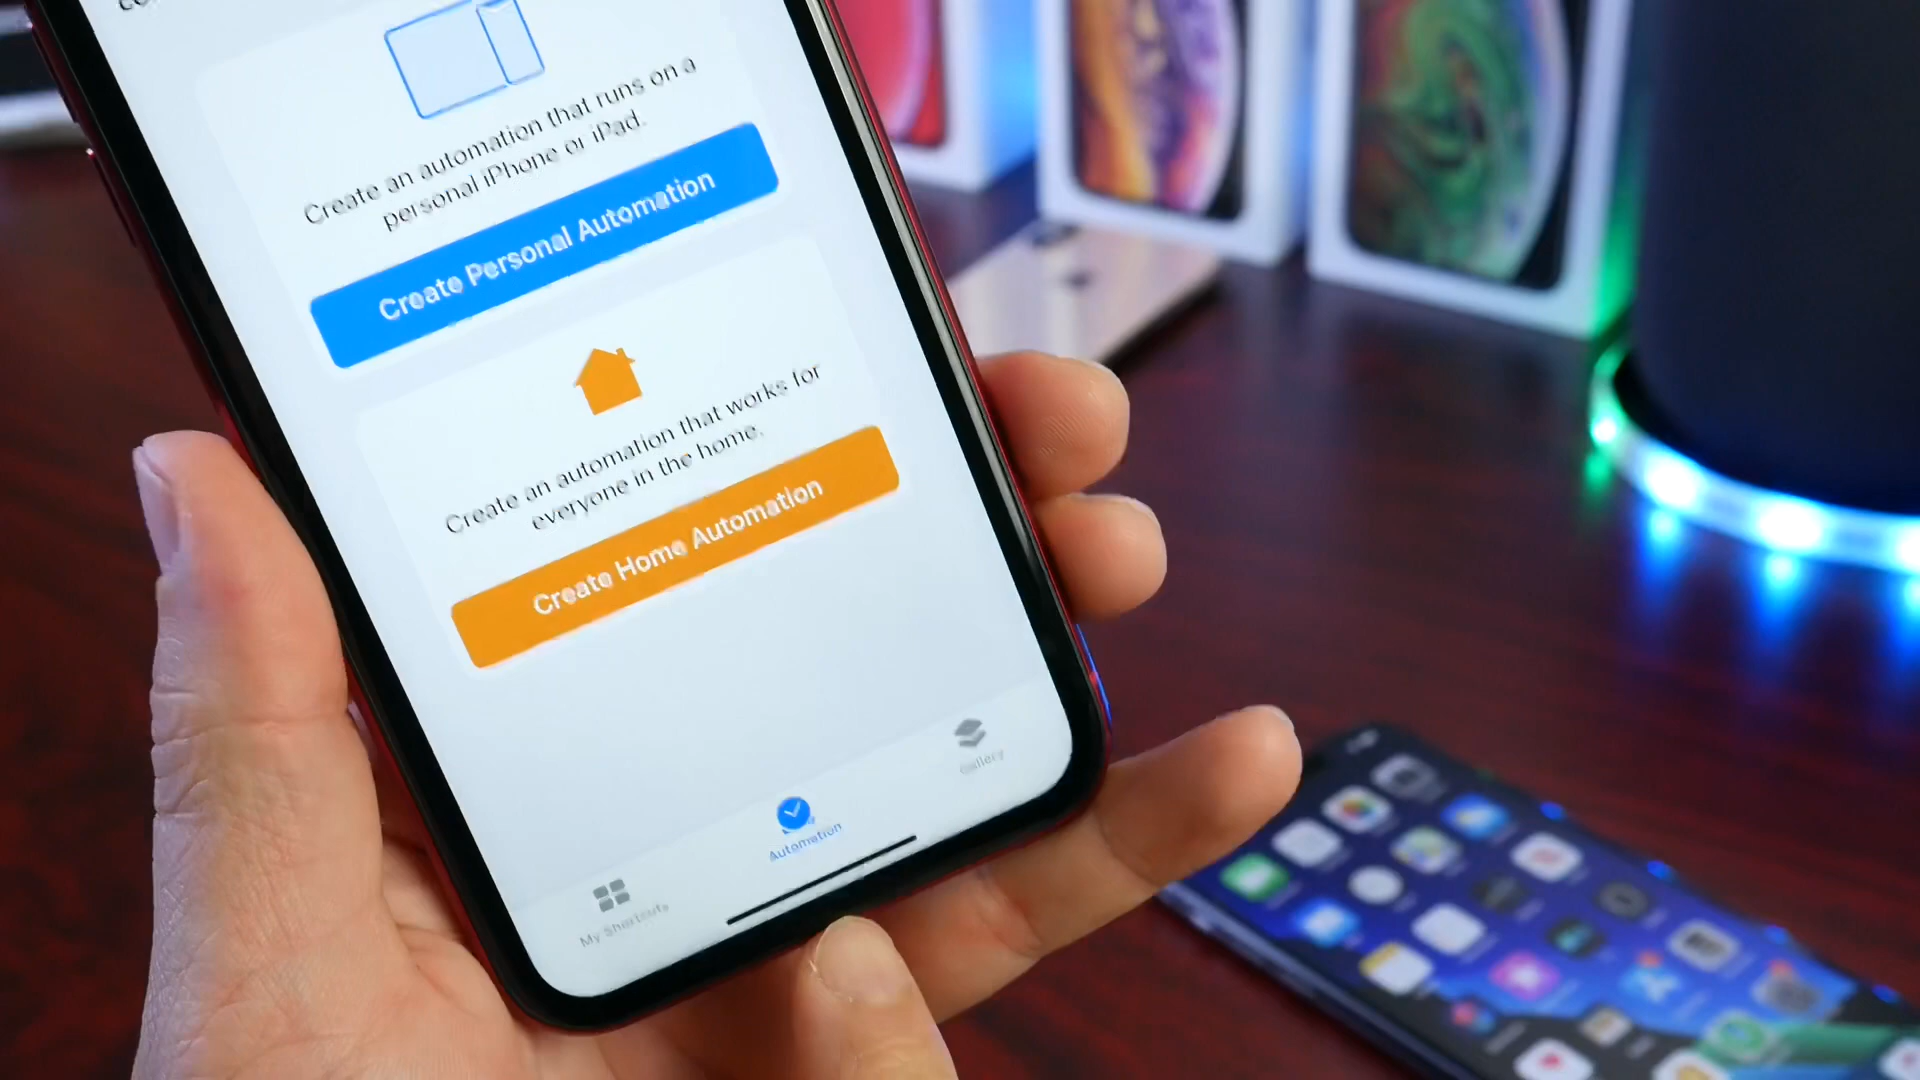 Create an automation that runs on a
personal iPhone or iPad.
Create Personal Automation
Create an automation that works for
everyone in the home.
Create Home Automation
My Shortcuts
Automation
Gallery